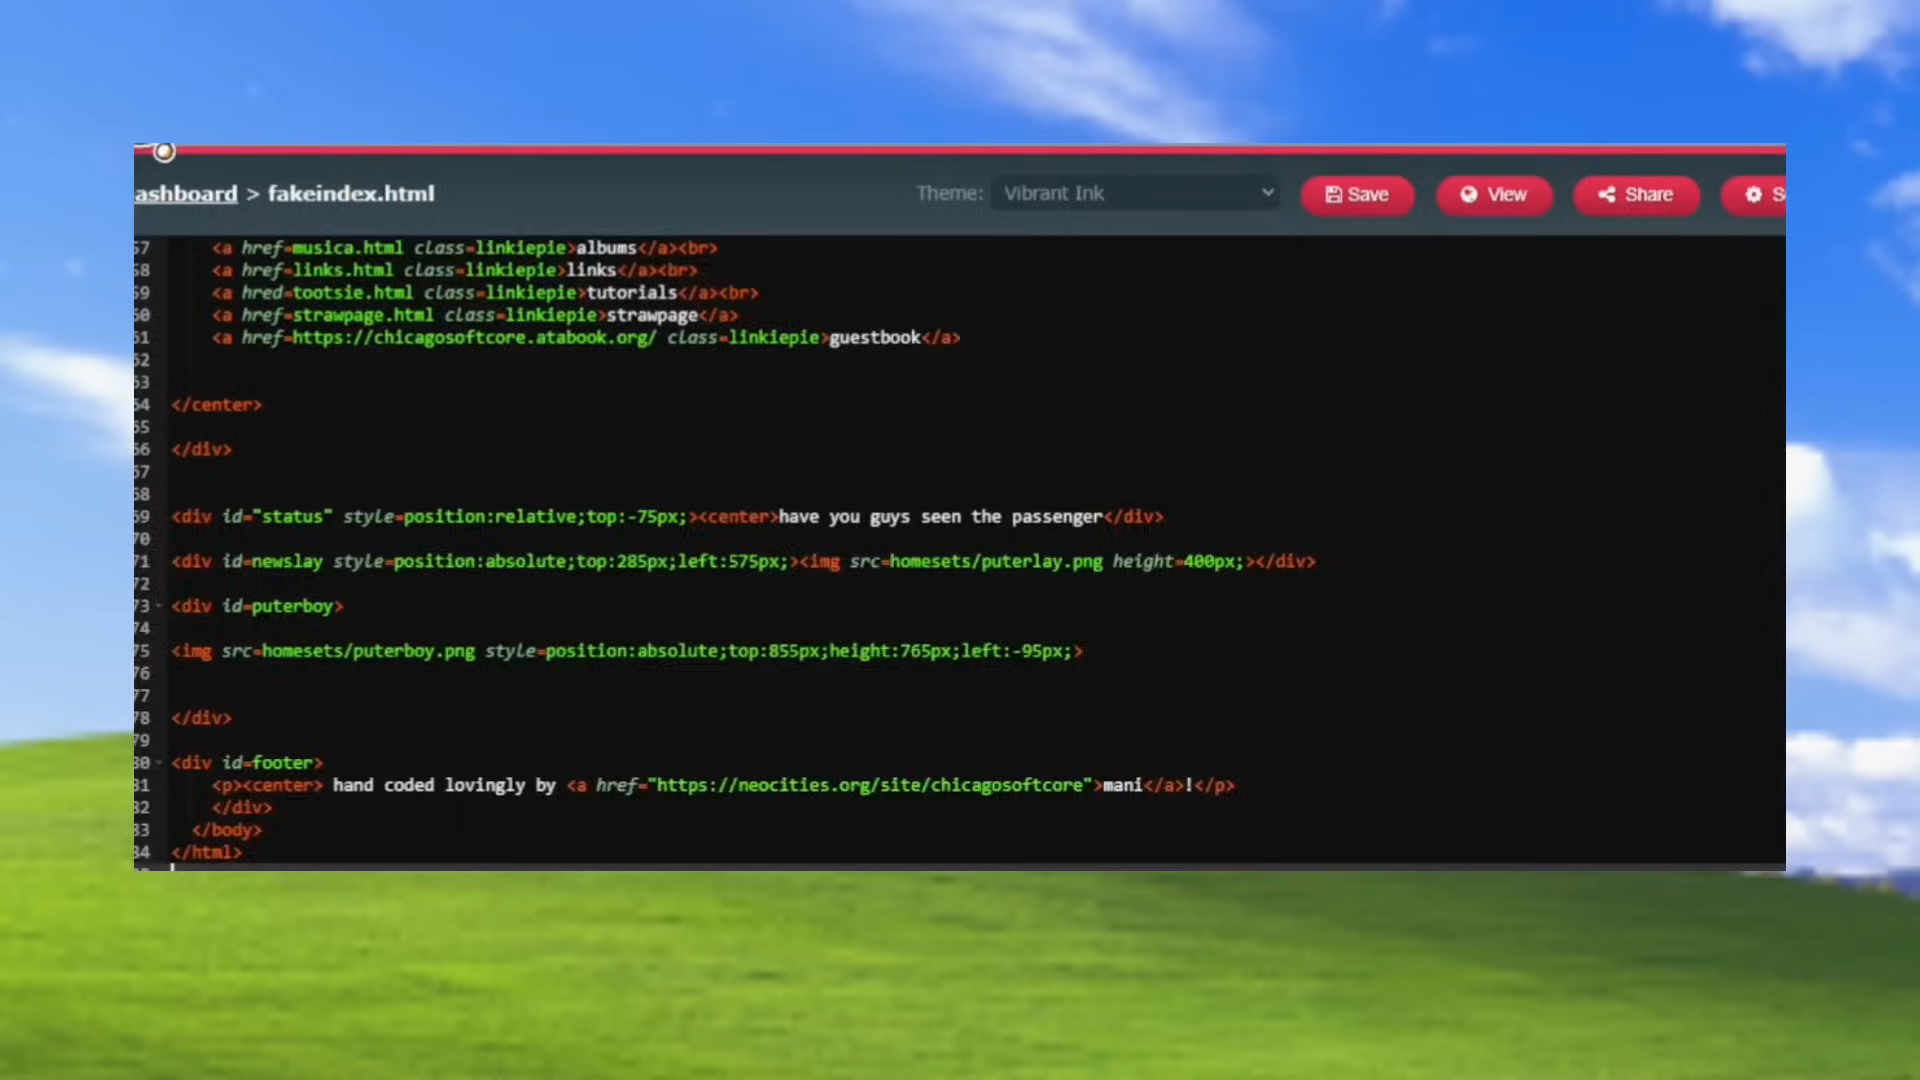 ashboard > fakeindex.html Theme: Vibrant Ink Save View Share S
57 <a href=musica.html class=linkiepie>albums</a><br>
58 <a href=links.html class=linkiepie>links</a><br>
59 <a hred=tootsie.html class=linkiepie>tutorials</a><br>
60 <a href=strawpage.html class=linkiepie>strawpage</a>
61 <a href=https://chicagosoftcore.atabook.org/ class=linkiepie>guestbook</a>
62
63
64 </center>
65
66 </div>
67
68
69 <div id="status" style=position:relative;top:-75px;><center>have you guys seen the passenger</div>
70
71 <div id=newslay style=position:absolute;top:285px;left:575px;><img src=homesets/puterlay.png height=400px;></div>
72
73 <div id=puterboy>
74
75 <img src=homesets/puterboy.png style=position:absolute;top:855px;height:765px;left:-95px;>
76
77
78 </div>
79
80 <div id=footer>
81 <p><center> hand coded lovingly by <a href="https://neocities.org/site/chicagosoftcore">mani</a>!</p>
82 </div>
83 </body>
84 </html>